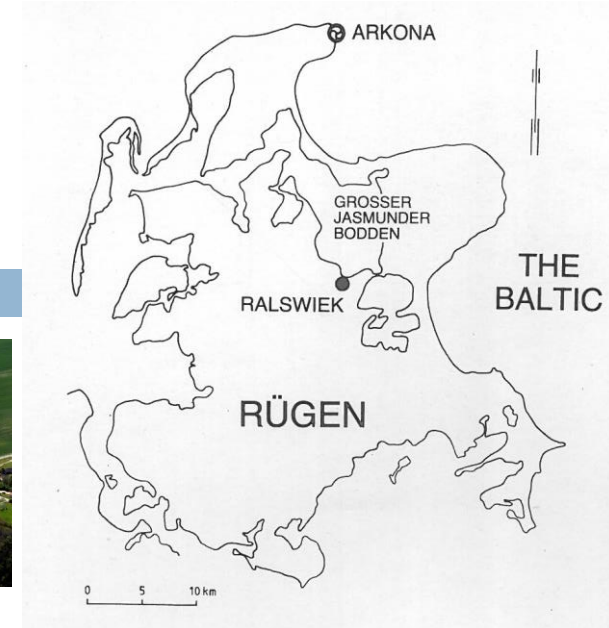 ARKONA
GROSSER
JASMUNDER
BODDEN
THE
BALTIC
RALSWIEK
RÜGEN
0 5 10 km